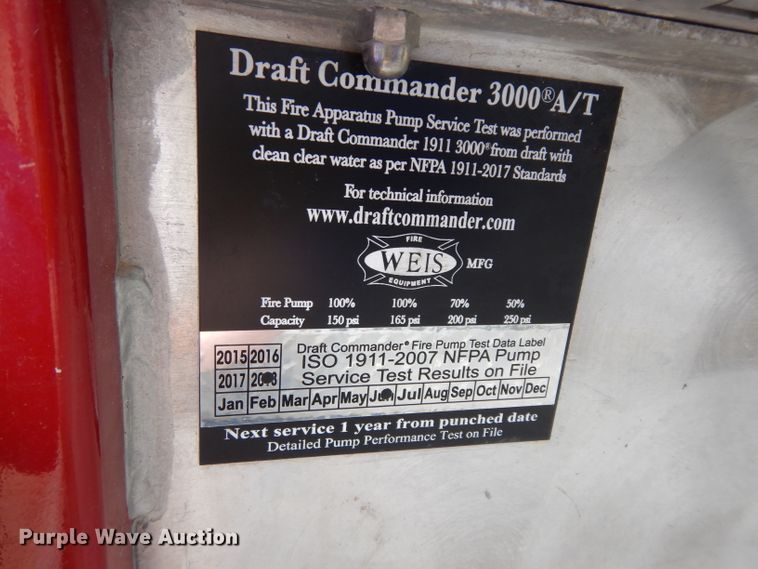 Draft Commander 3000®A/T
This Fire Apparatus Pump Service Test was performed
with a Draft Commander 1911 3000® from draft with
clean clear water as per NFPA 1911-2017 Standards
For technical information
www.draftcommander.com
FIRE
WEIS MFG
EQUIPMENT
Fire Pump 100% 100% 70% 50%
Capacity 150 psi 165 psi 200 psi 250 psi
Draft Commander® Fire Pump Test Data Label
2015 2016 ISO 1911-2007 NFPA Pump
2017 2018 Service Test Results on File
Jan Feb Mar Apr May Jun Jul Aug Sep Oct Nov Dec
Next service 1 year from punched date
Detailed Pump Performance Test on File
Purple Wave Auction